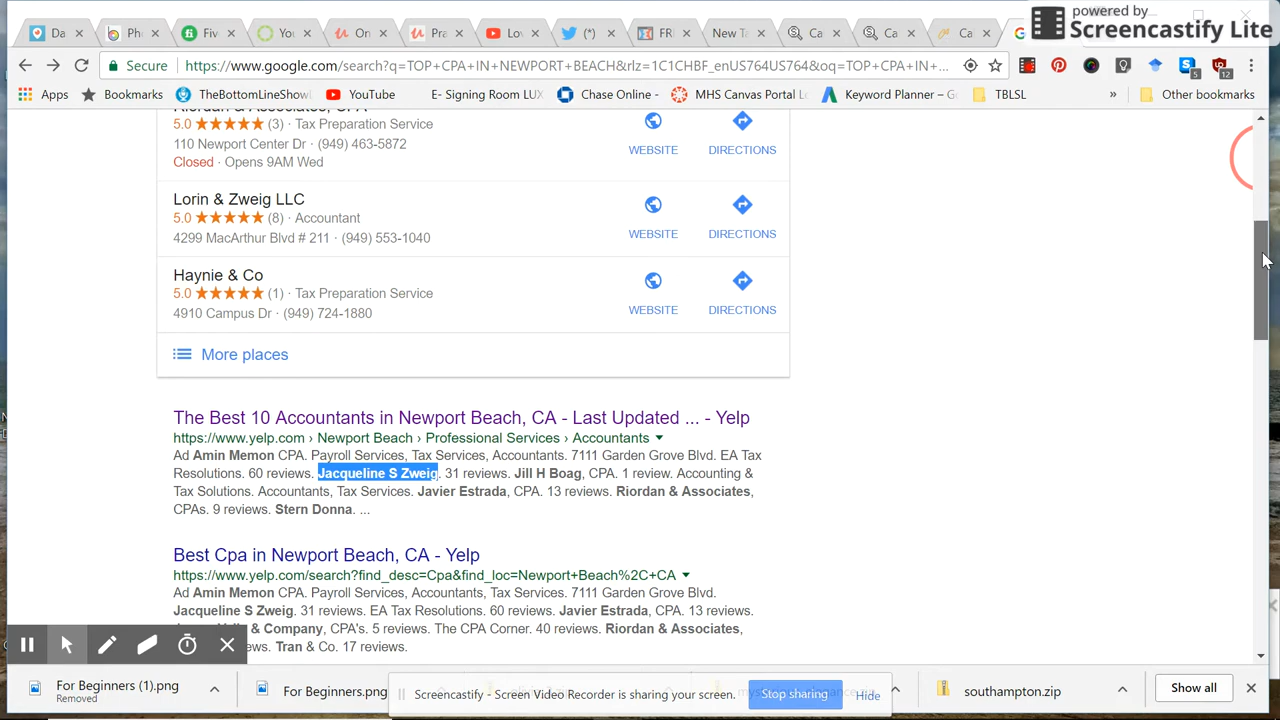 powered by
Screencastify Lite
Da
Pho
Fiv
Yo
Pra
Lo
(*)
FR
New T
Ca
Ca
Ca
Secure
https://www.google.com/search?q=TOP+CPA+IN+NEWPORT+BEACH&rlz=1C1CHBF_enUS764US764&oq=TOP+CPA+IN+...
5
12
Apps
Bookmarks
TheBottomLineShow
YouTube
E- Signing Room LUX
Chase Online -
MHS Canvas Portal L
Keyword Planner – G
TBLSL
»
Other bookmarks
Riordan & Associates, CPA
5.0 ★★★★★ (3) · Tax Preparation Service
110 Newport Center Dr · (949) 463-5872
Closed · Opens 9AM Wed
WEBSITE
DIRECTIONS
Lorin & Zweig LLC
5.0 ★★★★★ (8) · Accountant
4299 MacArthur Blvd # 211 · (949) 553-1040
WEBSITE
DIRECTIONS
Haynie & Co
5.0 ★★★★★ (1) · Tax Preparation Service
4910 Campus Dr · (949) 724-1880
WEBSITE
DIRECTIONS
More places
The Best 10 Accountants in Newport Beach, CA - Last Updated ... - Yelp
https://www.yelp.com › Newport Beach › Professional Services › Accountants
Ad Amin Memon CPA. Payroll Services, Tax Services, Accountants. 7111 Garden Grove Blvd. EA Tax
Resolutions. 60 reviews. Jacqueline S Zweig. 31 reviews. Jill H Boag, CPA. 1 review. Accounting &
Tax Solutions. Accountants, Tax Services. Javier Estrada, CPA. 13 reviews. Riordan & Associates,
CPAs. 9 reviews. Stern Donna. ...
Best Cpa in Newport Beach, CA - Yelp
https://www.yelp.com/search?find_desc=Cpa&find_loc=Newport+Beach%2C+CA
Ad Amin Memon CPA. Payroll Services, Accountants, Tax Services. 7111 Garden Grove Blvd.
Jacqueline S Zweig. 31 reviews. EA Tax Resolutions. 60 reviews. Javier Estrada, CPA. 13 reviews.
& Company, CPA's. 5 reviews. The CPA Corner. 40 reviews. Riordan & Associates,
ws. Tran & Co. 17 reviews.
For Beginners (1).png
Removed
For Beginners.png
Screencastify - Screen Video Recorder is sharing your screen.
Stop sharing
Hide
southampton.zip
Show all